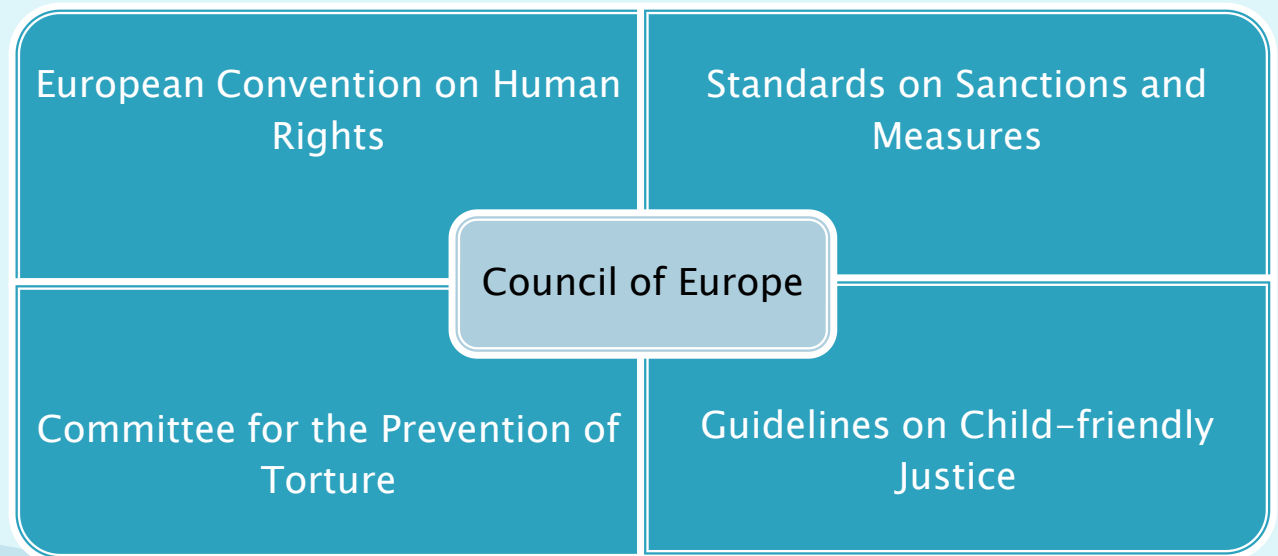 European Convention on Human
Rights
Standards on Sanctions and
Measures
Council of Europe
Committee for the Prevention of
Torture
Guidelines on Child-friendly
Justice